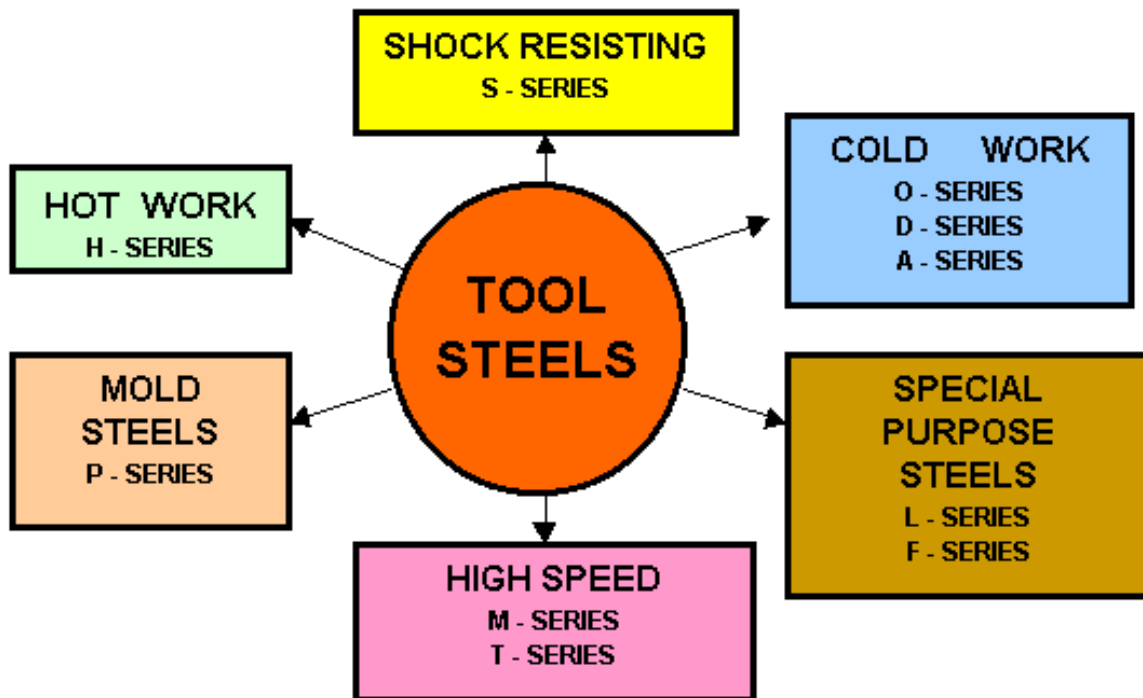 SHOCK RESISTING
S - SERIES
COLD WORK
O - SERIES
D - SERIES
A - SERIES
HOT WORK
H - SERIES
TOOL
STEELS
MOLD
STEELS
P - SERIES
SPECIAL
PURPOSE
STEELS
L - SERIES
F - SERIES
HIGH SPEED
M - SERIES
T - SERIES